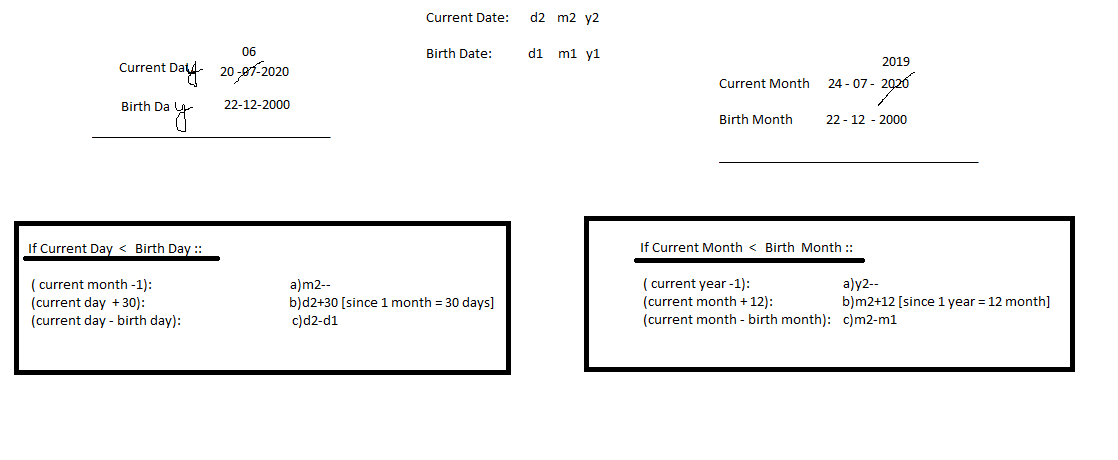 Current Date: d2 m2 y2
Birth Date: d1 m1 y1
06
Current Day 20 -07-2020
Birth Day 22-12-2000
2019
Current Month 24 - 07 - 2020
Birth Month 22 - 12 - 2000
If Current Day < Birth Day ::
( current month -1): a)m2--
(current day + 30): b)d2+30 [since 1 month = 30 days]
(current day - birth day): c)d2-d1
If Current Month < Birth Month ::
( current year -1): a)y2--
(current month + 12): b)m2+12 [since 1 year = 12 month]
(current month - birth month): c)m2-m1